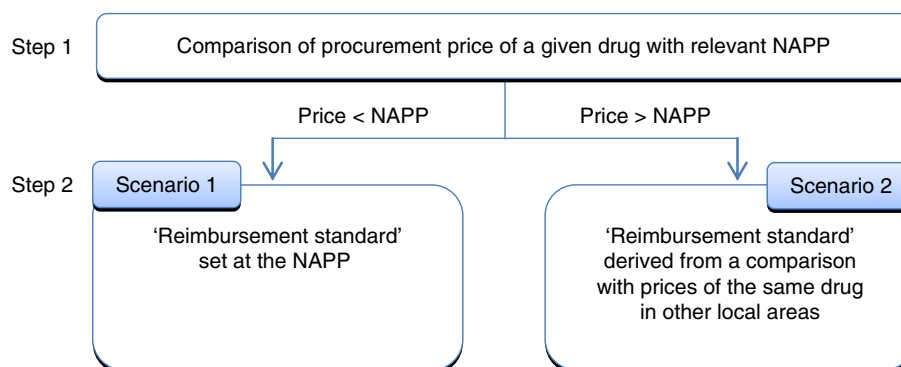 Step 1
Comparison of procurement price of a given drug with relevant NAPP
Price < NAPP
Price > NAPP
Step 2
Scenario 1
‘Reimbursement standard’
set at the NAPP
Scenario 2
‘Reimbursement standard’
derived from a comparison
with prices of the same drug
in other local areas